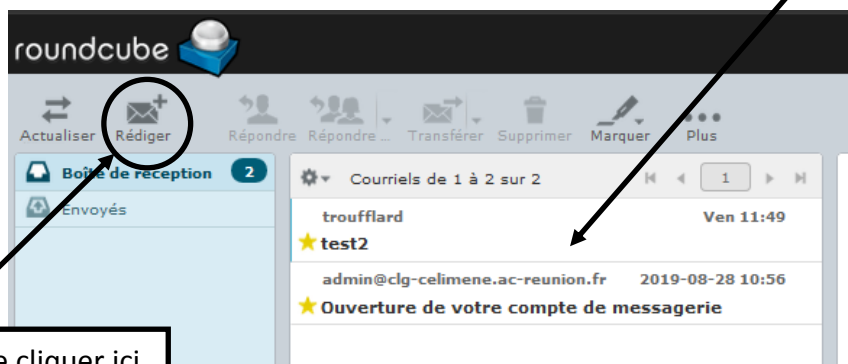 roundcube
Actualiser Rédiger Répondre Répondre ... Transférer Supprimer Marquer Plus
Boîte de réception 2
Envoyés
Courriels de 1 à 2 sur 2 1
troufflard Ven 11:49
test2
admin@clg-celimene.ac-reunion.fr 2019-08-28 10:56
Ouverture de votre compte de messagerie
cliquer ici